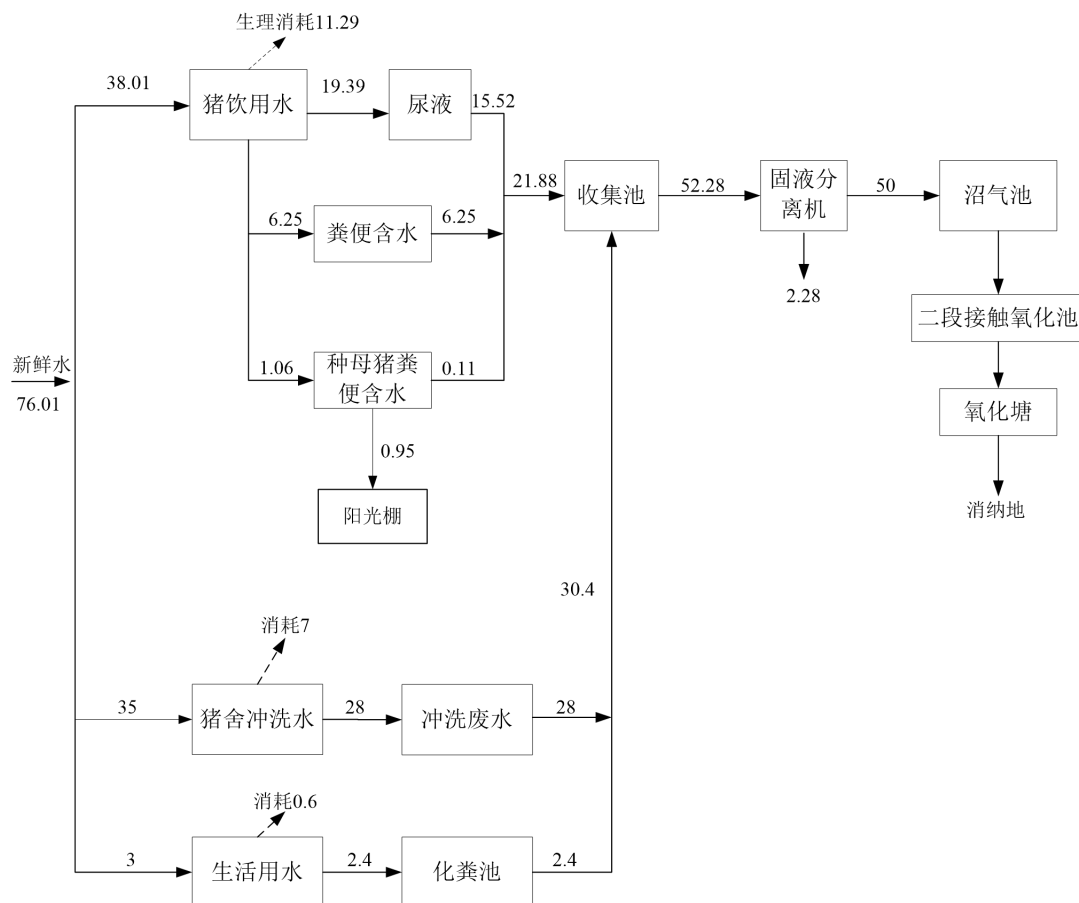 生理消耗11.29
38.01
猪饮用水
19.39
尿液
15.52
6.25
粪便含水
6.25
21.88
收集池
52.28
固液分
离机
50
沼气池
2.28
二段接触氧化池
氧化塘
消纳地
新鲜水
76.01
1.06
种母猪粪
便含水
0.11
0.95
阳光棚
30.4
消耗7
35
猪舍冲洗水
28
冲洗废水
28
消耗0.6
3
生活用水
2.4
化粪池
2.4